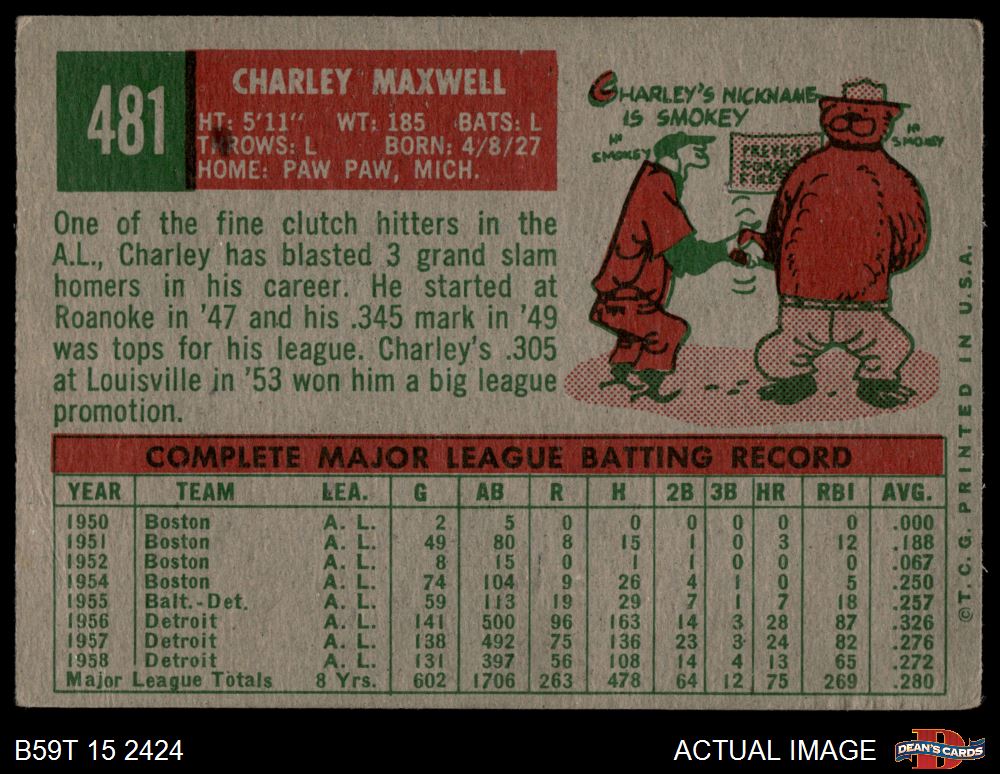 481
CHARLEY MAXWELL
HT: 5'11" WT: 185 BATS: L
THROWS: L BORN: 4/8/27
HOME: PAW PAW, MICH.
One of the fine clutch hitters in the
A.L., Charley has blasted 3 grand slam
homers in his career. He started at
Roanoke in '47 and his .345 mark in '49
was tops for his league. Charley's .305
at Louisville in '53 won him a big league
promotion.
CHARLEY'S NICKNAME
IS SMOKEY
I'M
SMOKEY
I'M
SMOKEY
PREVENT
FOREST
FIRES
COMPLETE MAJOR LEAGUE BATTING RECORD
YEAR TEAM LEA. G AB R H 2B 3B HR RBI AVG.
1950 Boston A. L. 2 5 0 0 0 0 0 0 .000
1951 Boston A. L. 49 80 8 15 1 0 3 12 .188
1952 Boston A. L. 8 15 0 1 1 0 0 0 .067
1954 Boston A. L. 74 104 9 26 4 1 0 5 .250
1955 Balt.-Det. A. L. 59 113 19 29 7 1 7 18 .257
1956 Detroit A. L. 141 500 96 163 14 3 28 87 .326
1957 Detroit A. L. 138 492 75 136 23 3 24 82 .276
1958 Detroit A. L. 131 397 56 108 14 4 13 65 .272
Major League Totals 8 Yrs. 602 1706 263 478 64 12 75 269 .280
©T.C.G. PRINTED IN U.S.A.
B59T 15 2424
ACTUAL IMAGE
D
DEAN'S CARDS